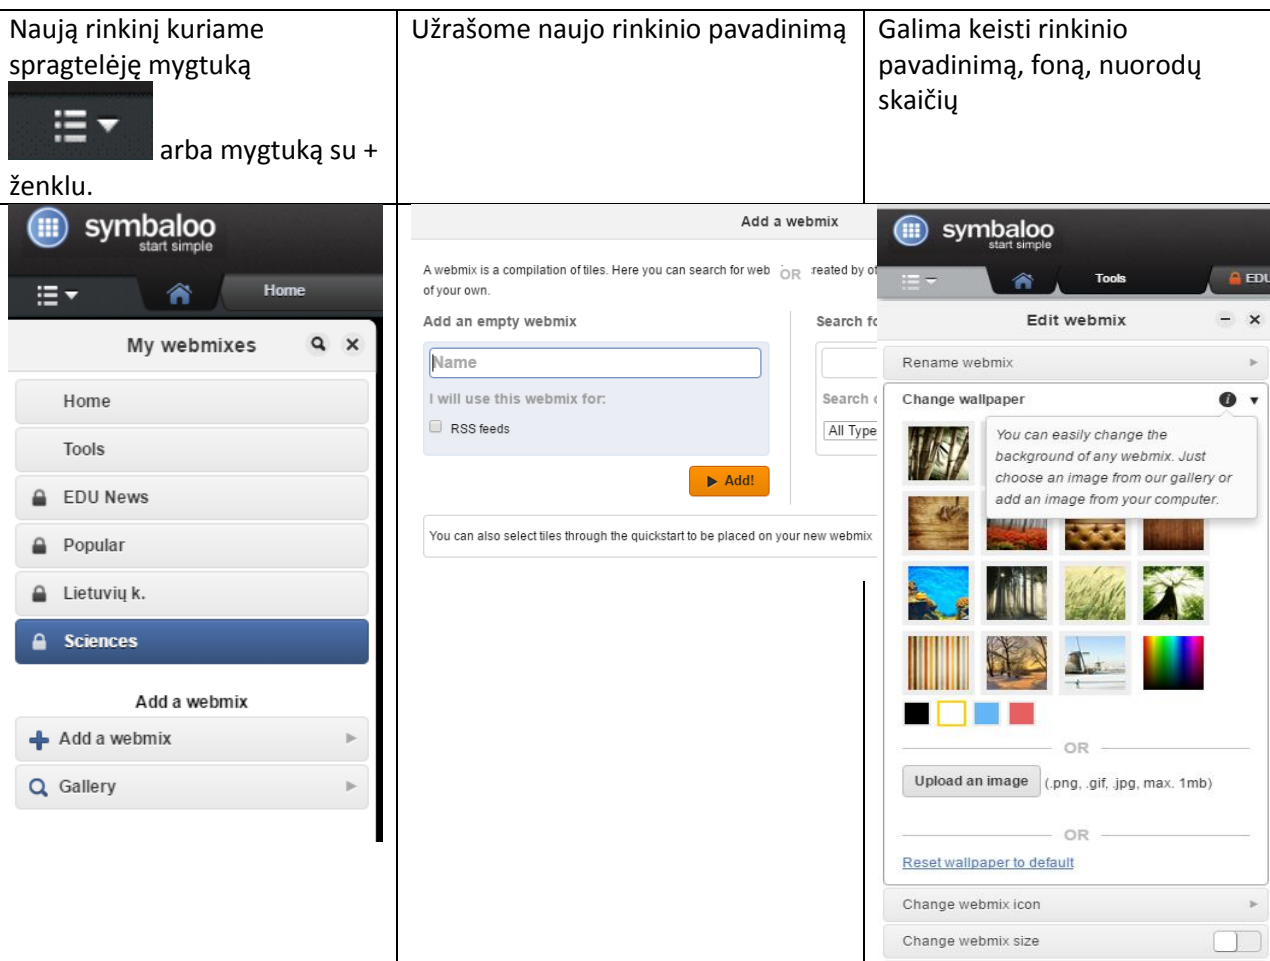 Naują rinkinį kuriame
spragtelėję mygtuką
arba mygtuką su +
ženklu.
Užrašome naujo rinkinio pavadinimą
Galima keisti rinkinio
pavadinimą, foną, nuorodų
skaičių
symbaloo
start simple
Home
My webmixes
Home
Tools
EDU News
Popular
Lietuvių k.
Sciences
Add a webmix
Add a webmix
Gallery
Add a webmix
A webmix is a compilation of tiles. Here you can search for web OR reated by of
of your own.
Add an empty webmix
Name
I will use this webmix for:
RSS feeds
Add!
Search fo
Search
All Type
You can also select tiles through the quickstart to be placed on your new webmix
symbaloo
start simple
Tools
EDU
Edit webmix
Rename webmix
Change wallpaper
You can easily change the
background of any webmix. Just
choose an image from our gallery or
add an image from your computer.
OR
Upload an image (.png, .gif, .jpg, max. 1mb)
OR
Reset wallpaper to default
Change webmix icon
Change webmix size